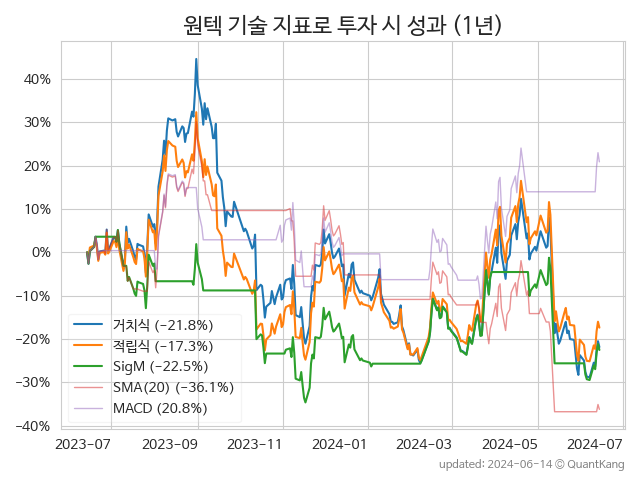 원텍 기술 지표로 투자 시 성과 (1년)
40%
30%
20%
10%
0%
−10%
−20%
−30%
−40%
거치식 (−21.8%)
적립식 (−17.3%)
SigM (−22.5%)
SMA(20) (−36.1%)
MACD (20.8%)
2023-07 2023-09 2023-11 2024-01 2024-03 2024-05 2024-07
updated: 2024-06-14 ⓒ QuantKang